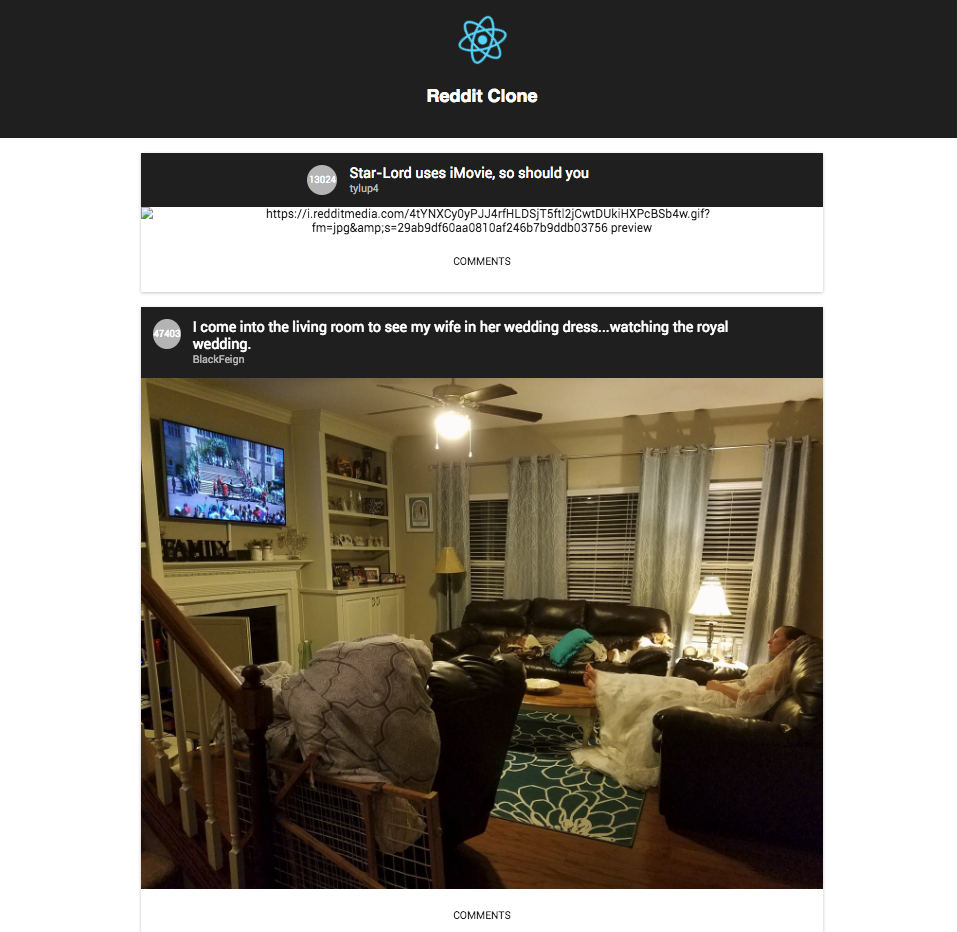 Reddit Clone
13024
Star-Lord uses iMovie, so should you
tylup4
https://i.redditmedia.com/4tYNXCy0yPJJ4rfHLDSjT5ftI2jCwtDUkiHXPcBSb4w.gif?
fm=jpg&amp;s=29ab9df60aa0810af246b7b9ddb03756 preview
COMMENTS
47403
I come into the living room to see my wife in her wedding dress...watching the royal
wedding.
BlackFeign
FAMILY
COMMENTS